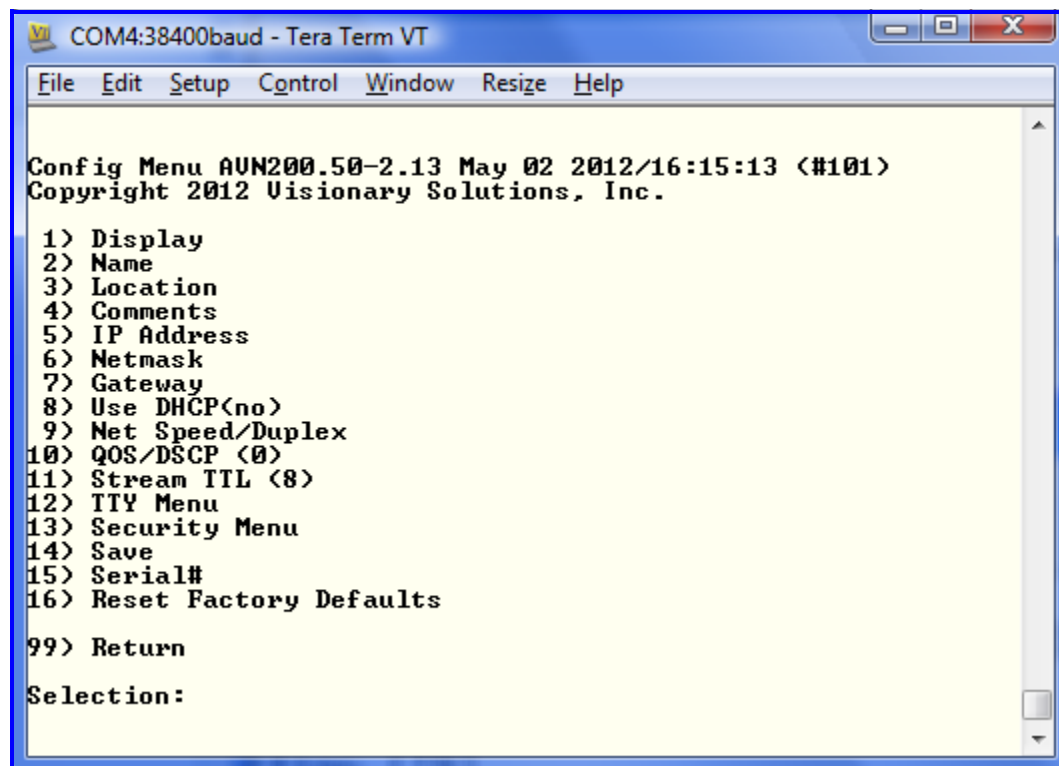 COM4:38400baud - Tera Term VT
File Edit Setup Control Window Resize Help
Config Menu AVN200.50-2.13 May 02 2012/16:15:13 (#101)
Copyright 2012 Visionary Solutions, Inc.
1) Display
2) Name
3) Location
4) Comments
5) IP Address
6) Netmask
7) Gateway
8) Use DHCP(no)
9) Net Speed/Duplex
10) QOS/DSCP (0)
11) Stream TTL (8)
12) TTY Menu
13) Security Menu
14) Save
15) Serial#
16) Reset Factory Defaults
99) Return
Selection: